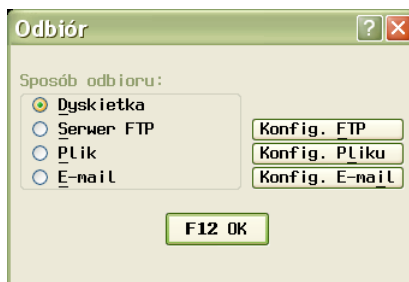 Odbiór
Sposób odbioru:
Dyskietka
Serwer FTP Konfig. FTP
Plik Konfig. Pliku
E-mail Konfig. E-mail
F12 OK